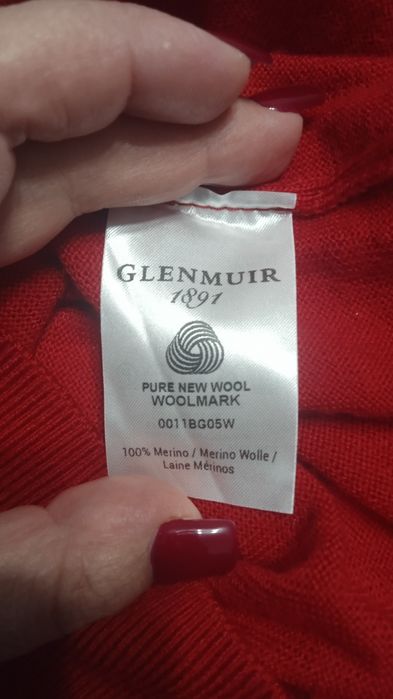 GLENMUIR
1891
PURE NEW WOOL
WOOLMARK
0011BG05W
100% Merino / Merino Wolle /
Laine Mérinos